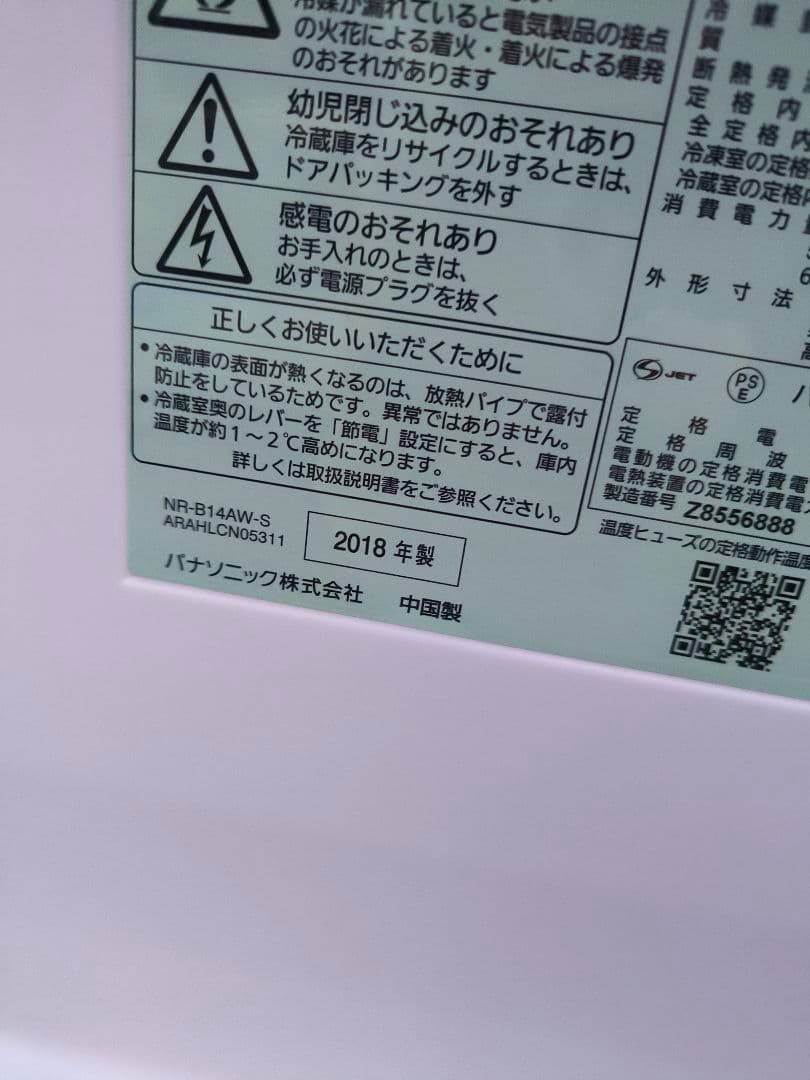 冷媒が漏れていると電気製品の接点
の火花による着火・着火による爆発
のおそれがあります
幼児閉じ込みのおそれあり
冷蔵庫をリサイクルするときは、
ドアパッキングを外す
感電のおそれあり
お手入れのときは、
必ず電源プラグを抜く
正しくお使いいただくために
• 冷蔵庫の表面が熱くなるのは、放熱パイプで露付
防止をしているためです。異常ではありません。
• 冷蔵室奥のレバーを「節電」設定にすると、庫内
温度が約1～2℃高めになります。
詳しくは取扱説明書をご参照ください。
NR-B14AW-S
ARAHLCN05311
2018 年製
パナソニック株式会社 中国製
冷媒
質
断熱発
定格内
全定格内
冷凍室の定格
冷蔵室の定格
消費電力
外形寸法
S JET
PS
E
定格電
定格周波
電動機の定格消費電
電熱装置の定格消費電
製造番号 Z8556888
温度ヒューズの定格動作温度